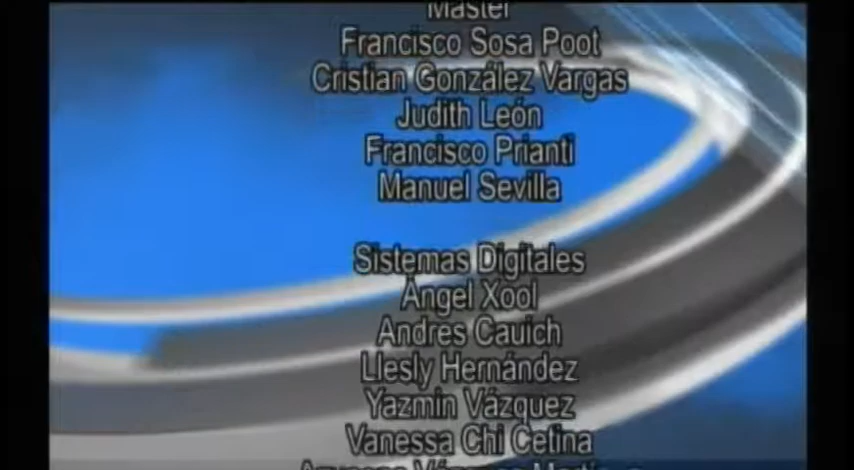 Master
Francisco Sosa Poot
Cristian González Vargas
Judith León
Francisco Prianti
Manuel Sevilla
Sistemas Digitales
Ángel Xool
Andres Cauich
Llesly Hernández
Yazmin Vázquez
Vanessa Chi Cetina